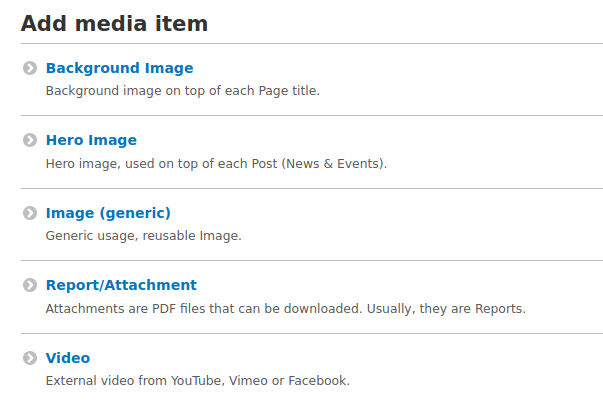 Add media item
Background Image
Background image on top of each Page title.
Hero Image
Hero image, used on top of each Post (News & Events).
Image (generic)
Generic usage, reusable Image.
Report/Attachment
Attachments are PDF files that can be downloaded. Usually, they are Reports.
Video
External video from YouTube, Vimeo or Facebook.